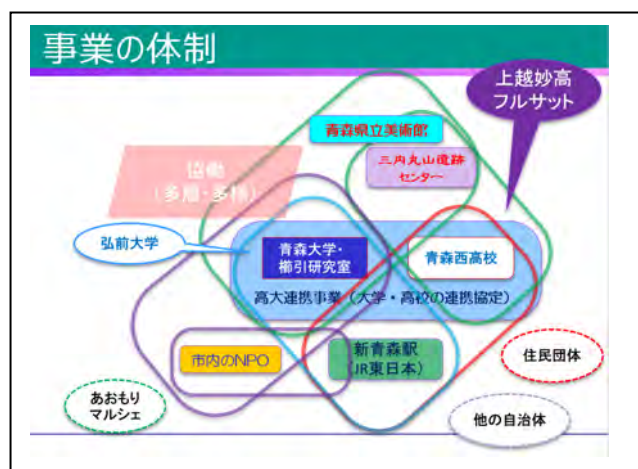 事業の体制
上越妙高
フルサット
青森県立美術館
三内丸山遺跡
センター
協働
(多層・多核)
弘前大学
青森大学・
櫛引研究室
青森西高校
高大連携事業(大学・高校の連携協定)
市内のNPO
新青森駅
(JR東日本)
住民団体
あおもり
マルシェ
他の自治体